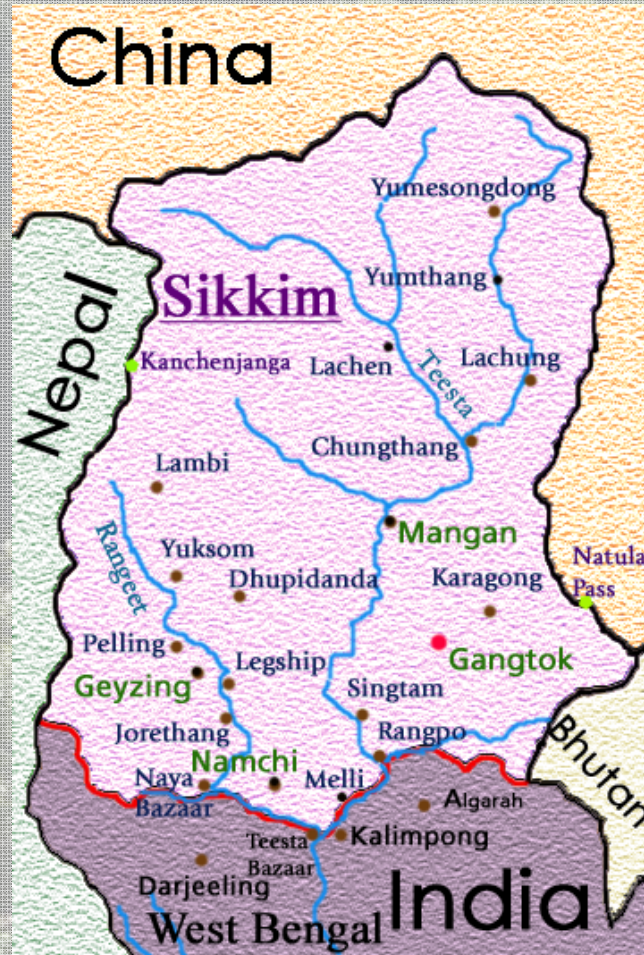 China
Yumesongdong
Nepal
Yumthang
Sikkim
Kanchenjanga
Lachen
Teesta
Lachung
Chungthang
Lambi
Rangeet
Mangan
Natula
Pass
Yuksom
Dhupidanda
Karagong
Pelling
Legship
Gangtok
Geyzing
Singtam
Jorethang
Rangpo
Bhutan
Namchi
Naya
Bazaar
Melli
Algarah
Teesta
Bazaar
Kalimpong
Darjeeling
India
West Bengal